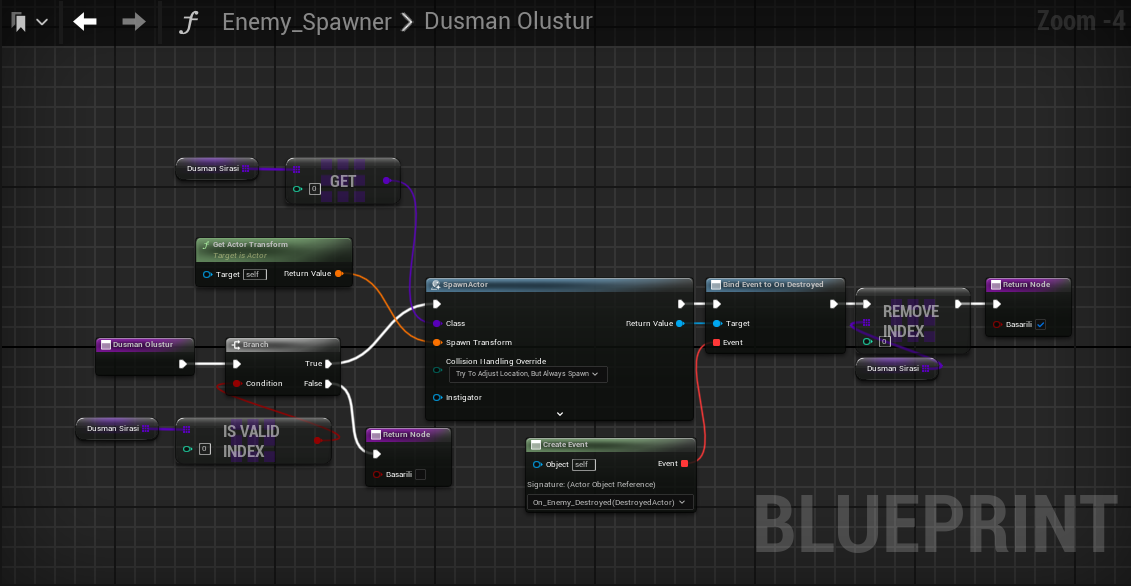 Enemy_Spawner > Dusman Olustur
Zoom -4
Dusman Sirasi
0
GET
Get Actor Transform
Target is Actor
Target self
Return Value
SpawnActor
Class
Return Value
Spawn Transform
Collision Handling Override
Try To Adjust Location, But Always Spawn
Instigator
Bind Event to On Destroyed
Target
Event
REMOVE
INDEX
0
Dusman Sirasi
Return Node
Basarili
Dusman Olustur
Branch
True
Condition
False
Dusman Sirasi
0
IS VALID
INDEX
Return Node
Basarili
Create Event
Object self
Event
Signature: (Actor Object Reference)
On_Enemy_Destroyed(DestroyedActor)
BLUEPRINT